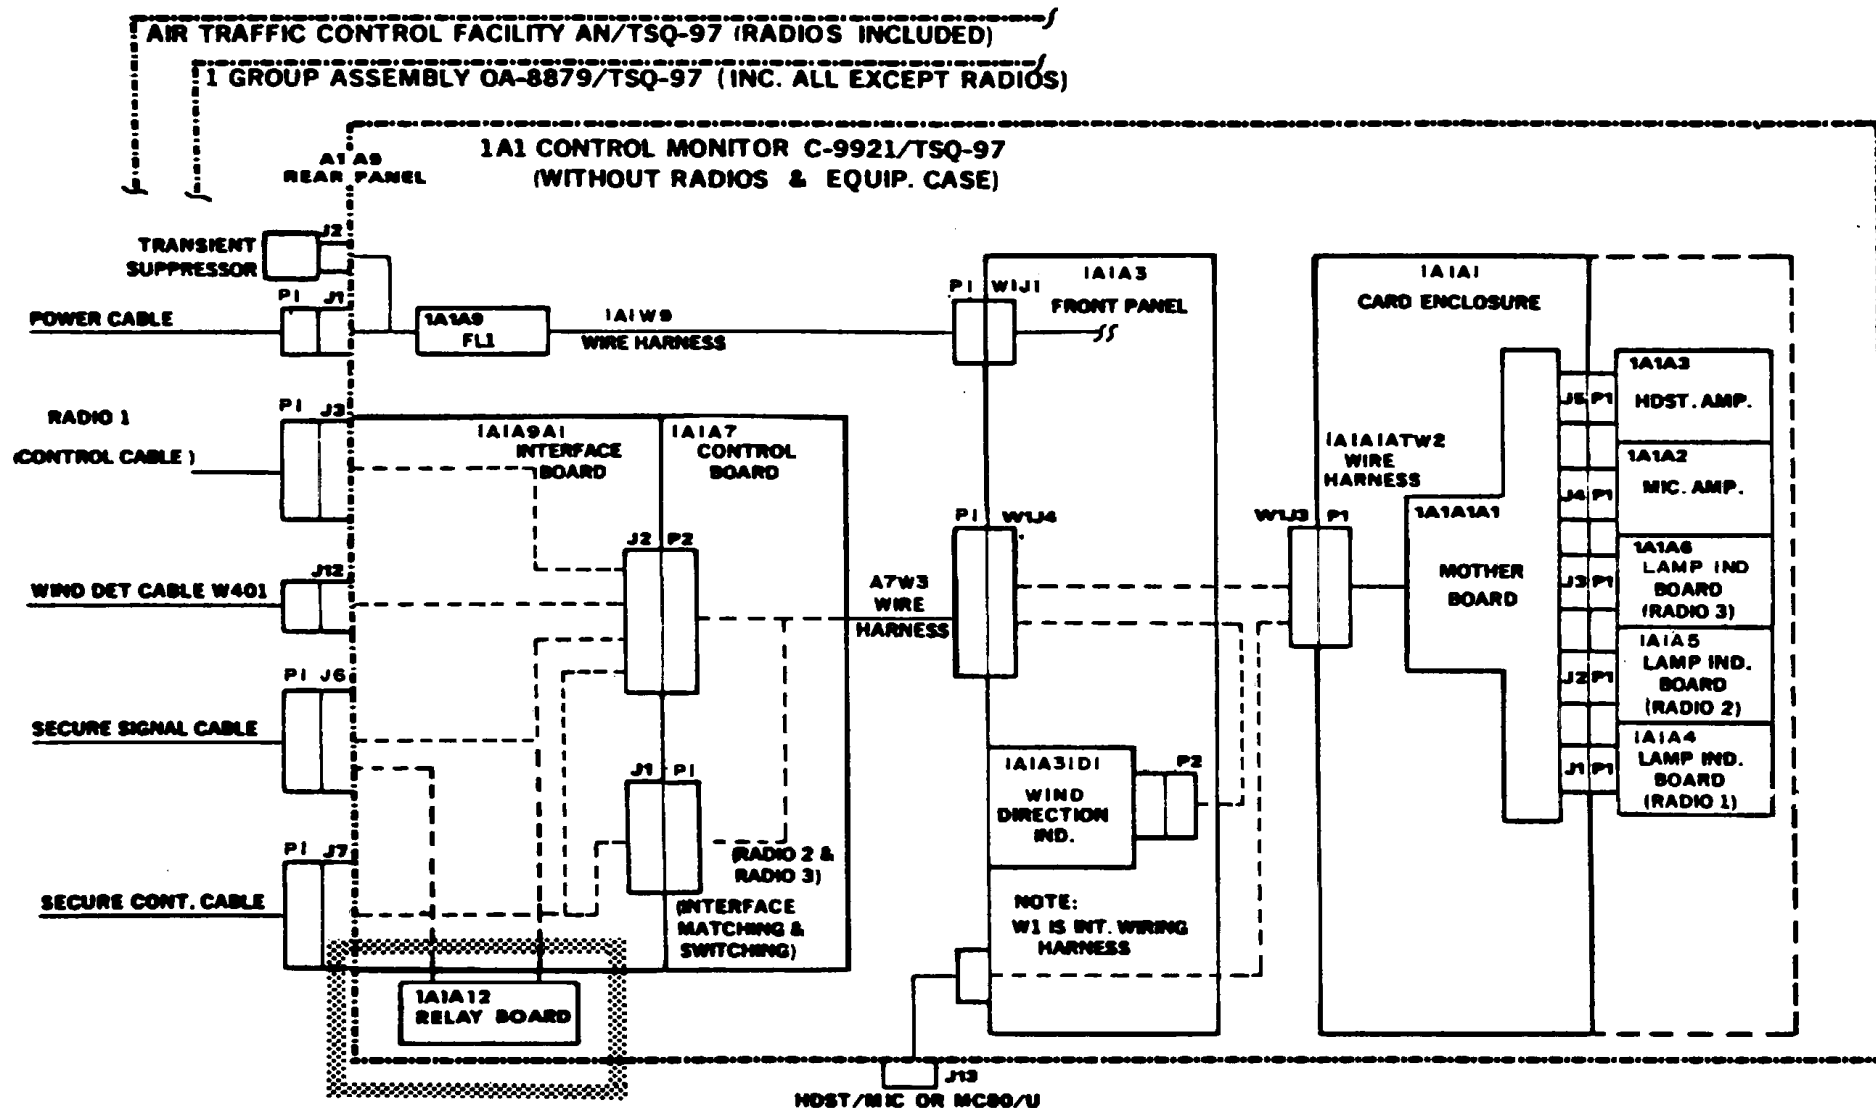 AIR TRAFFIC CONTROL FACILITY AN/TSQ-97 (RADIOS INCLUDED)
1 GROUP ASSEMBLY OA-8879/TSQ-97 (INC. ALL EXCEPT RADIOS)
1A1 CONTROL MONITOR C-9921/TSQ-97
(WITHOUT RADIOS & EQUIP. CASE)
A1A9
REAR PANEL
TRANSIENT
SUPPRESSOR
J2
POWER CABLE
P1 J1
1A1A9
FL1
1A1W9
WIRE HARNESS
P1 W1J1
1A1A3
FRONT PANEL
RADIO 1
(CONTROL CABLE)
P1 J3
1A1A9A1
INTERFACE
BOARD
1A1A7
CONTROL
BOARD
J2 P2
WIND DET CABLE W401
J12
A7W3
WIRE
HARNESS
P1 W1J4
SECURE SIGNAL CABLE
P1 J6
J1 P1
(RADIO 2 &
RADIO 3)
(INTERFACE
MATCHING &
SWITCHING)
SECURE CONT. CABLE
P1 J7
1A1A12
RELAY BOARD
1A1A31D1
WIND
DIRECTION
IND.
P2
NOTE:
W1 IS INT. WIRING
HARNESS
J13
HDST/MIC OR MC80/U
1A1A1
CARD ENCLOSURE
1A1A1ATW2
WIRE
HARNESS
W1J3 P1
1A1A1A1
MOTHER
BOARD
J5 P1
1A1A3
HDST. AMP.
J4 P1
1A1A2
MIC. AMP.
J3 P1
1A1A6
LAMP IND
BOARD
(RADIO 3)
J2 P1
1A1A5
LAMP IND.
BOARD
(RADIO 2)
J1 P1
1A1A4
LAMP IND.
BOARD
(RADIO 1)